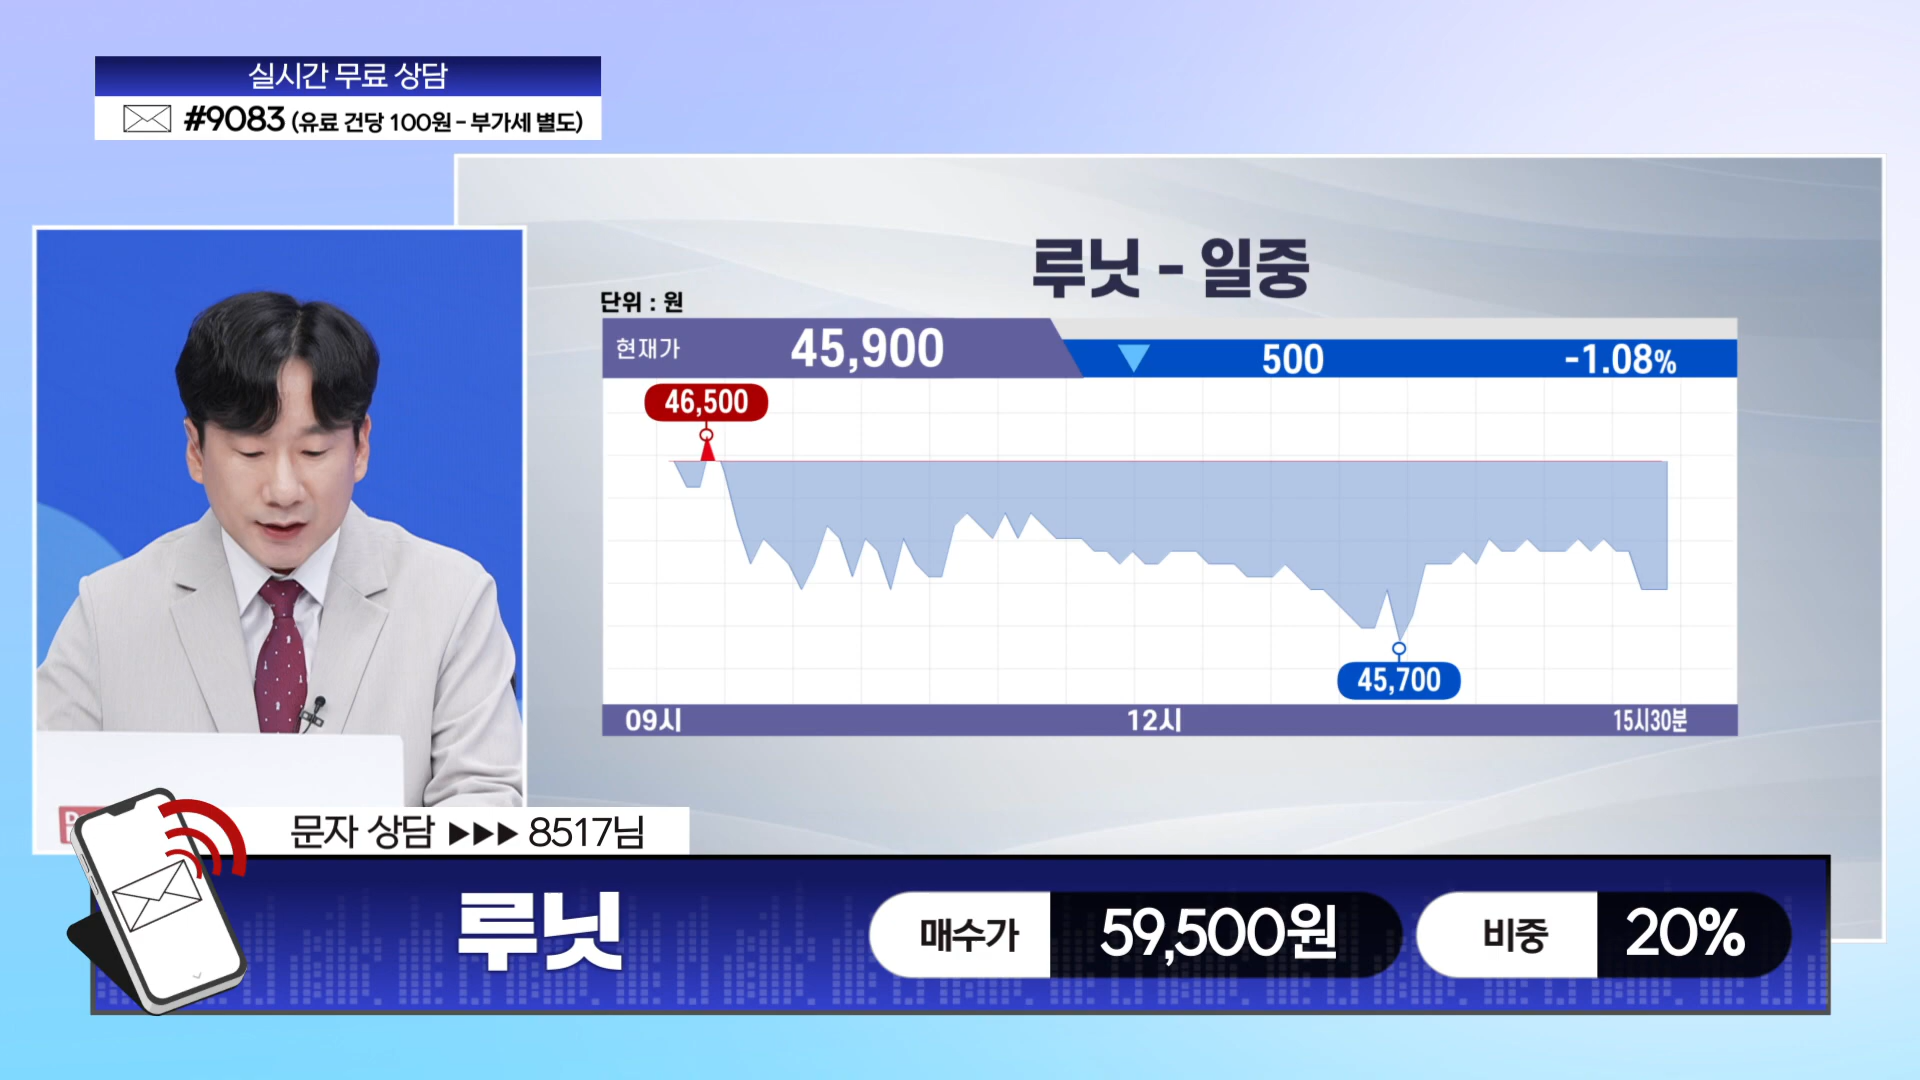 실시간 무료 상담
#9083 (유료 건당 100원 - 부가세 별도)
루닛 - 일중
단위 : 원
현재가 45,900 ▼ 500 -1.08%
46,500
45,700
09시 12시 15시30분
문자 상담 ▶▶▶ 8517님
루닛 매수가 59,500원 비중 20%